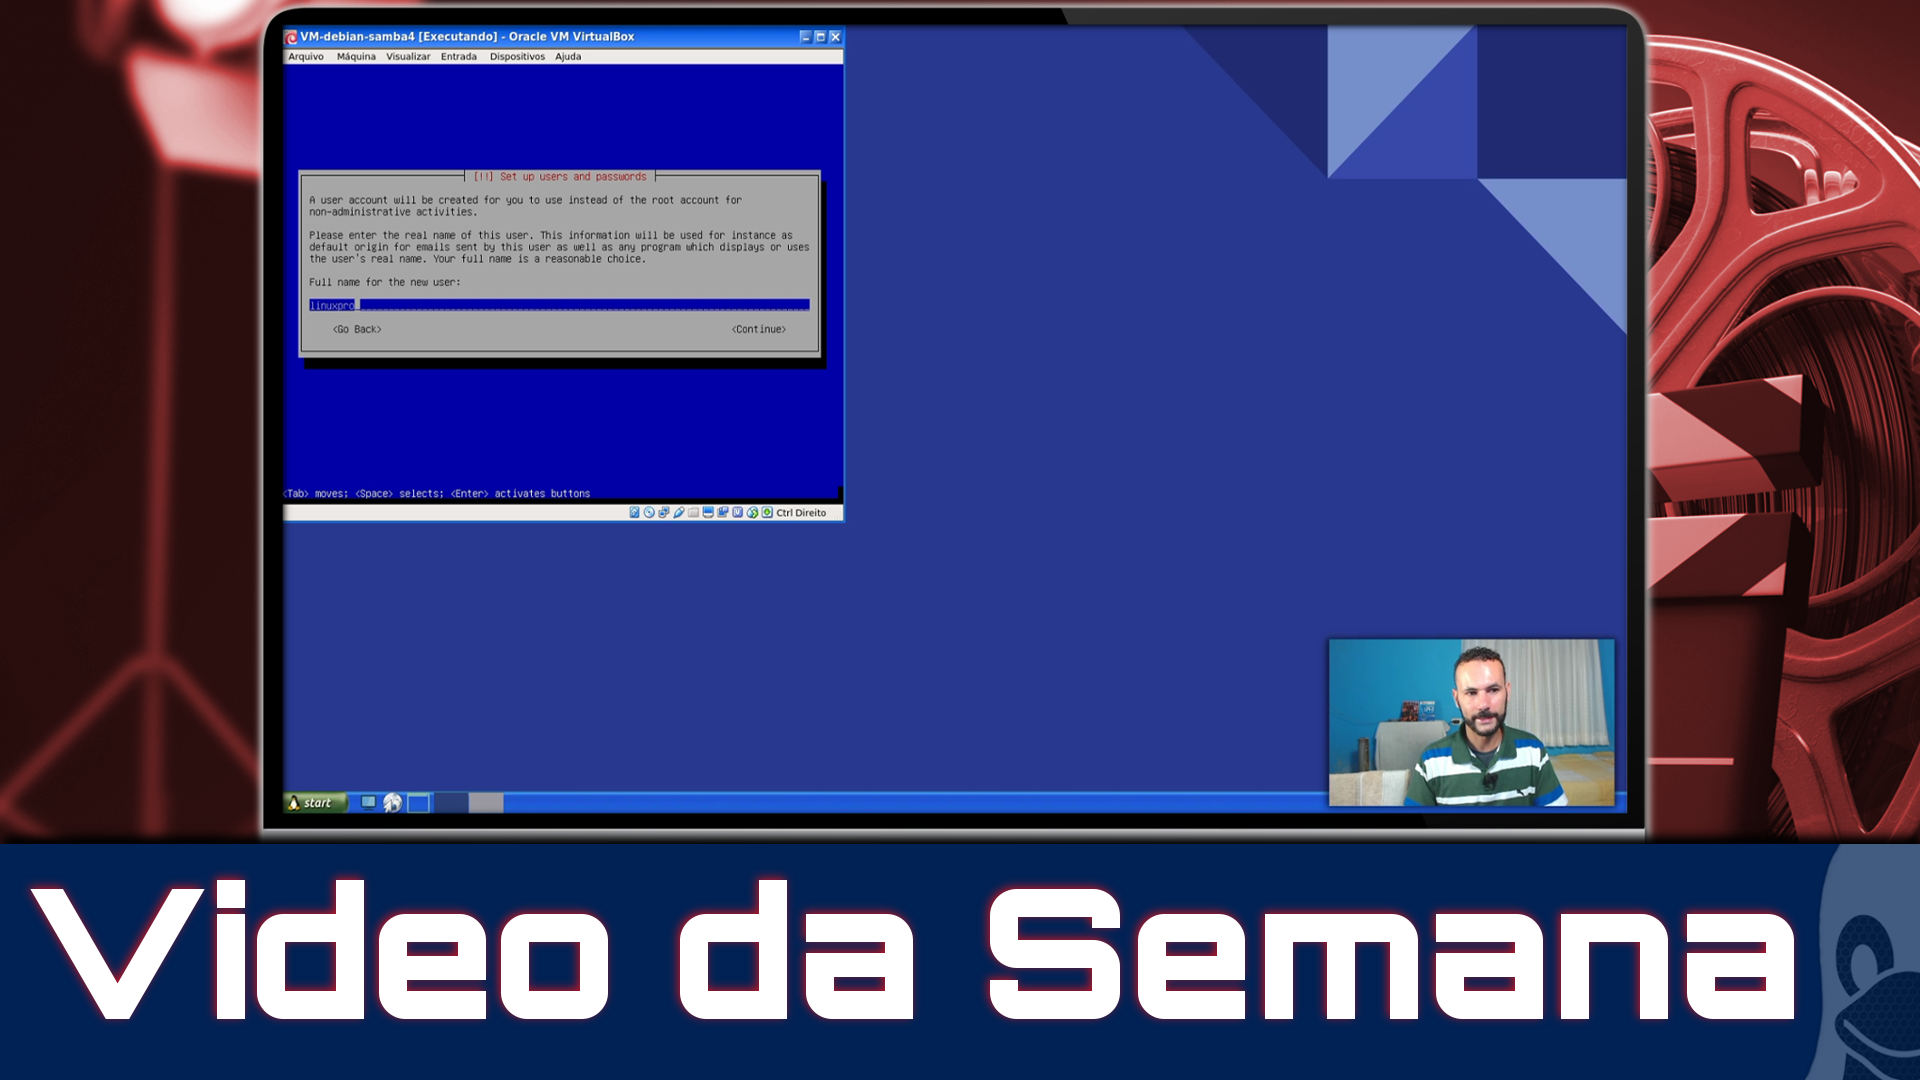 VM-debian-samba4 [Executando] - Oracle VM VirtualBox
Arquivo Máquina Visualizar Entrada Dispositivos Ajuda
[!!] Set up users and passwords
A user account will be created for you to use instead of the root account for
non-administrative activities.
Please enter the real name of this user. This information will be used for instance as
default origin for emails sent by this user as well as any program which displays or uses
the user's real name. Your full name is a reasonable choice.
Full name for the new user:
linuxpro
<Go Back> <Continue>
<Tab> moves; <Space> selects; <Enter> activates buttons
Ctrl Direito
start
Video da Semana